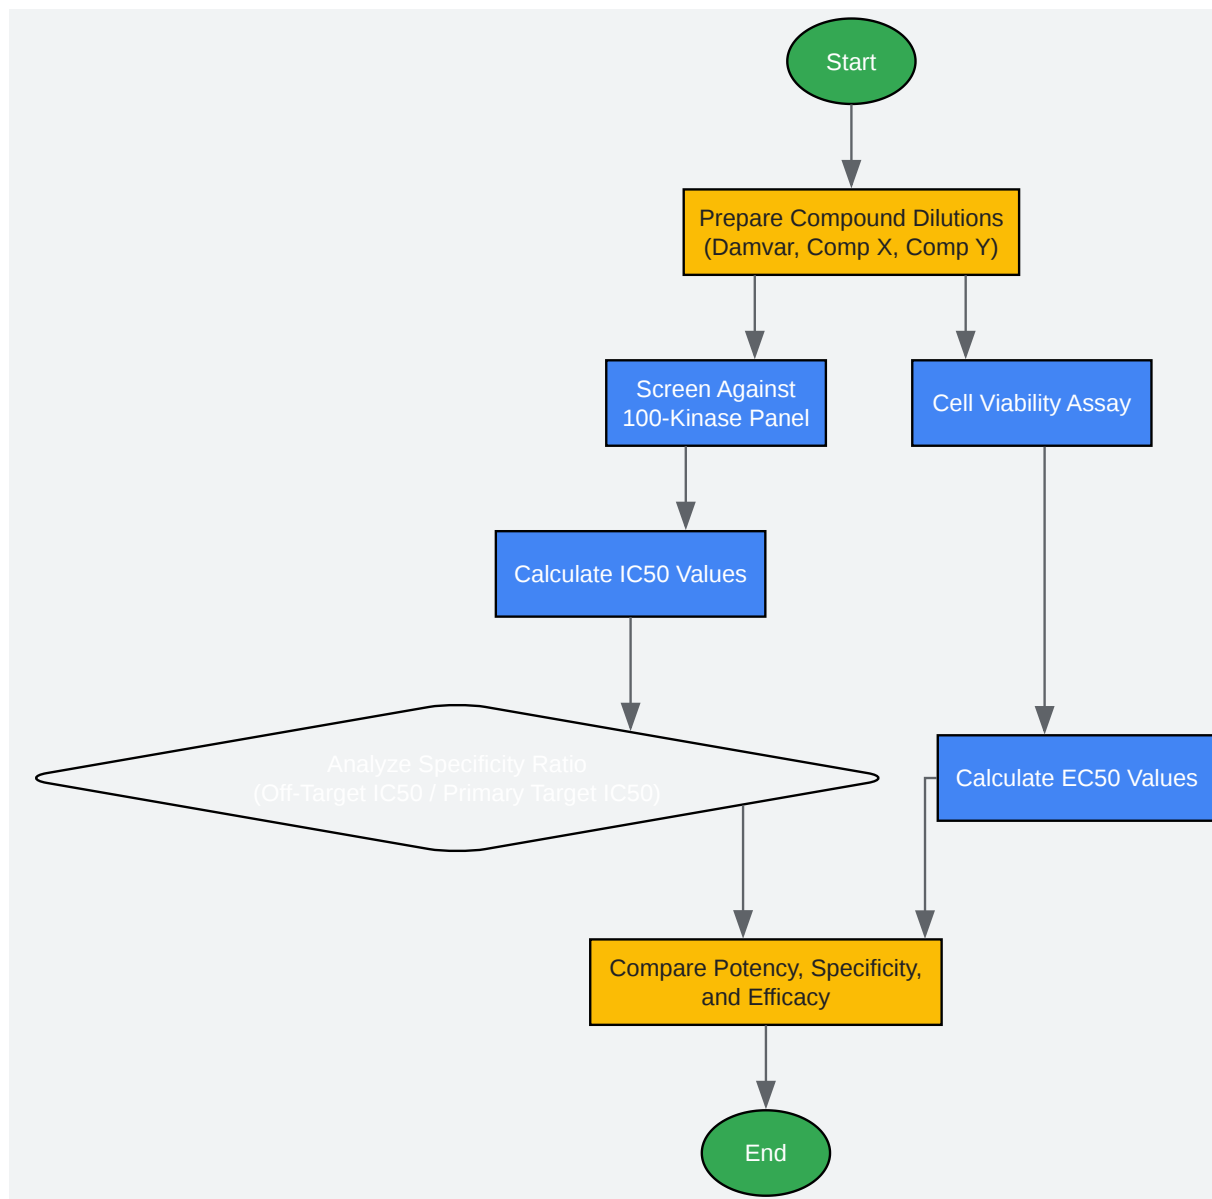 Start
Prepare Compound Dilutions
(Damvar, Comp X, Comp Y)
Screen Against
100-Kinase Panel
Cell Viability Assay
Calculate IC50 Values
Analyze Specificity Ratio
(Off-Target IC50 / Primary Target IC50)
Calculate EC50 Values
Compare Potency, Specificity,
and Efficacy
End